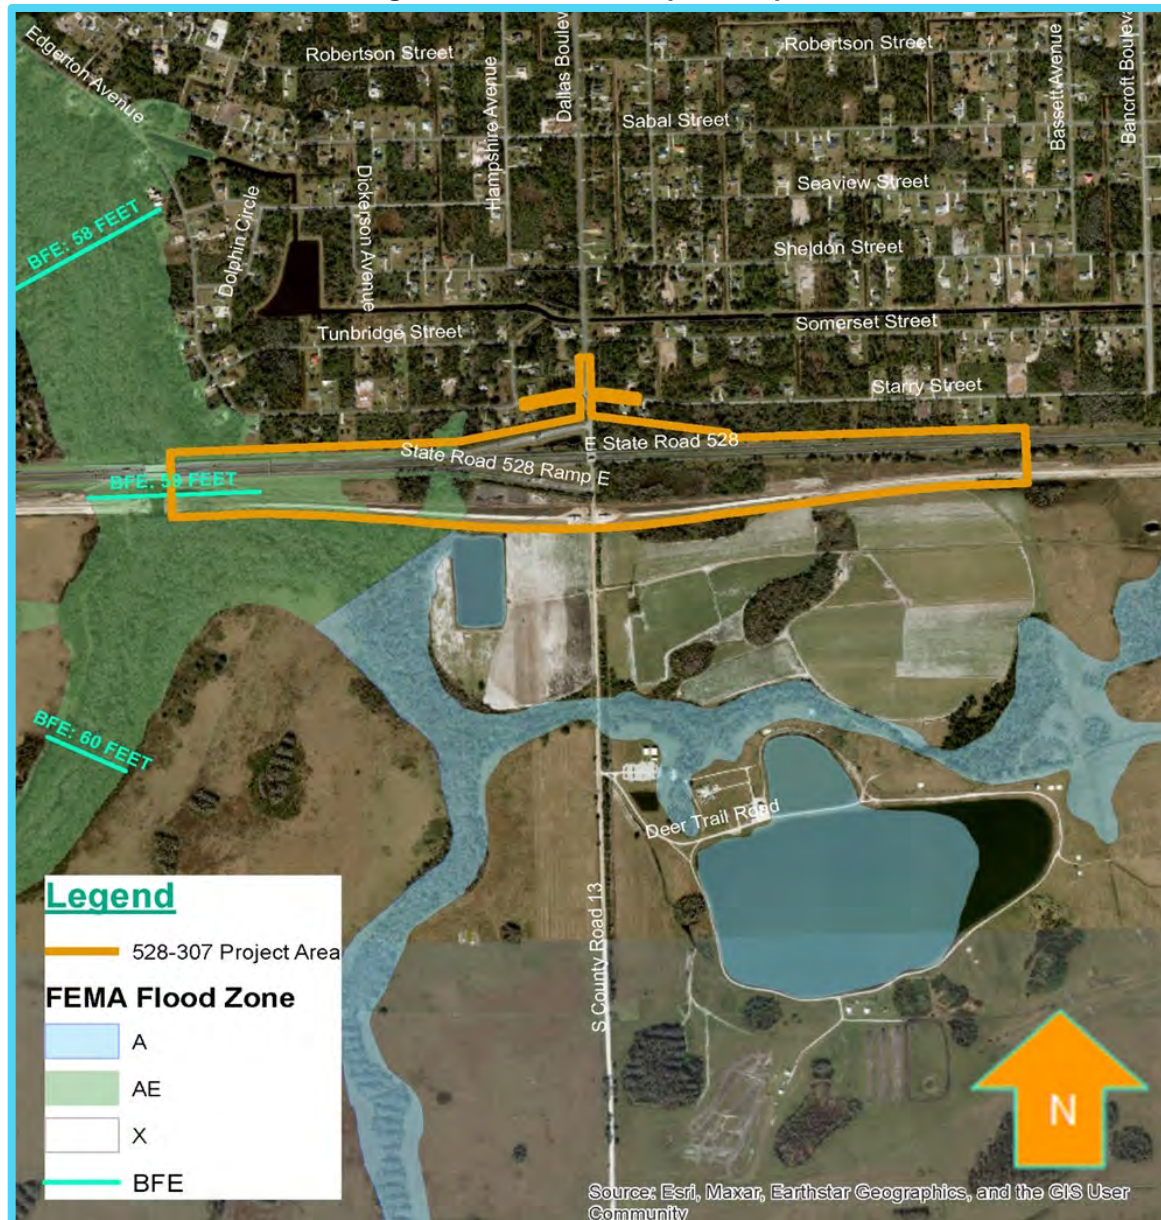 Edgerton Avenue
Robertson Street
Hampshire Avenue
Dallas Boulev
Robertson Street
Bassett Avenue
Bancroft Bouleva
Sabal Street
Dickerson Avenue
Seaview Street
Dolphin Circle
BFE: 58 FEET
Sheldon Street
Tunbridge Street
Somerset Street
Starry Street
E State Road 528
State Road 528 Ramp E
BFE: 59 FEET
BFE: 60 FEET
Deer Trail Road
S County Road 13
Legend
528-307 Project Area
FEMA Flood Zone
A
AE
X
BFE
N
Source: Esri, Maxar, Earthstar Geographics, and the GIS User
Community